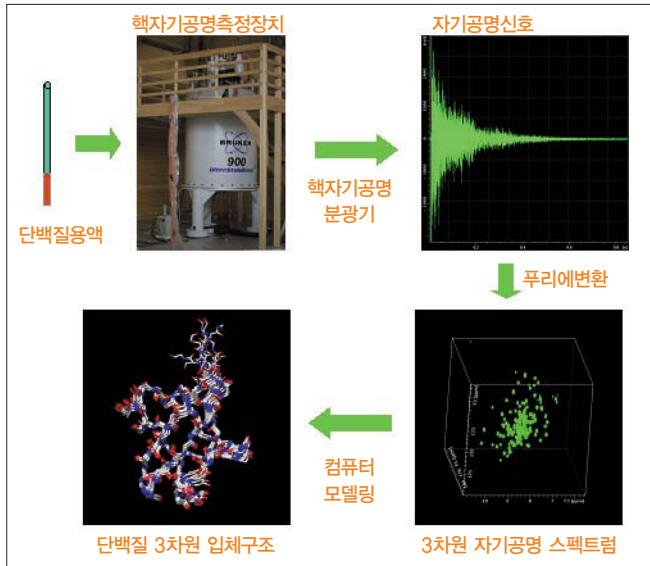 핵자기공명측정장치
자기공명신호
BRUKER
900
단백질용액
핵자기공명
분광기
푸리에변환
컴퓨터
모델링
단백질 3차원 입체구조
3차원 자기공명 스펙트럼